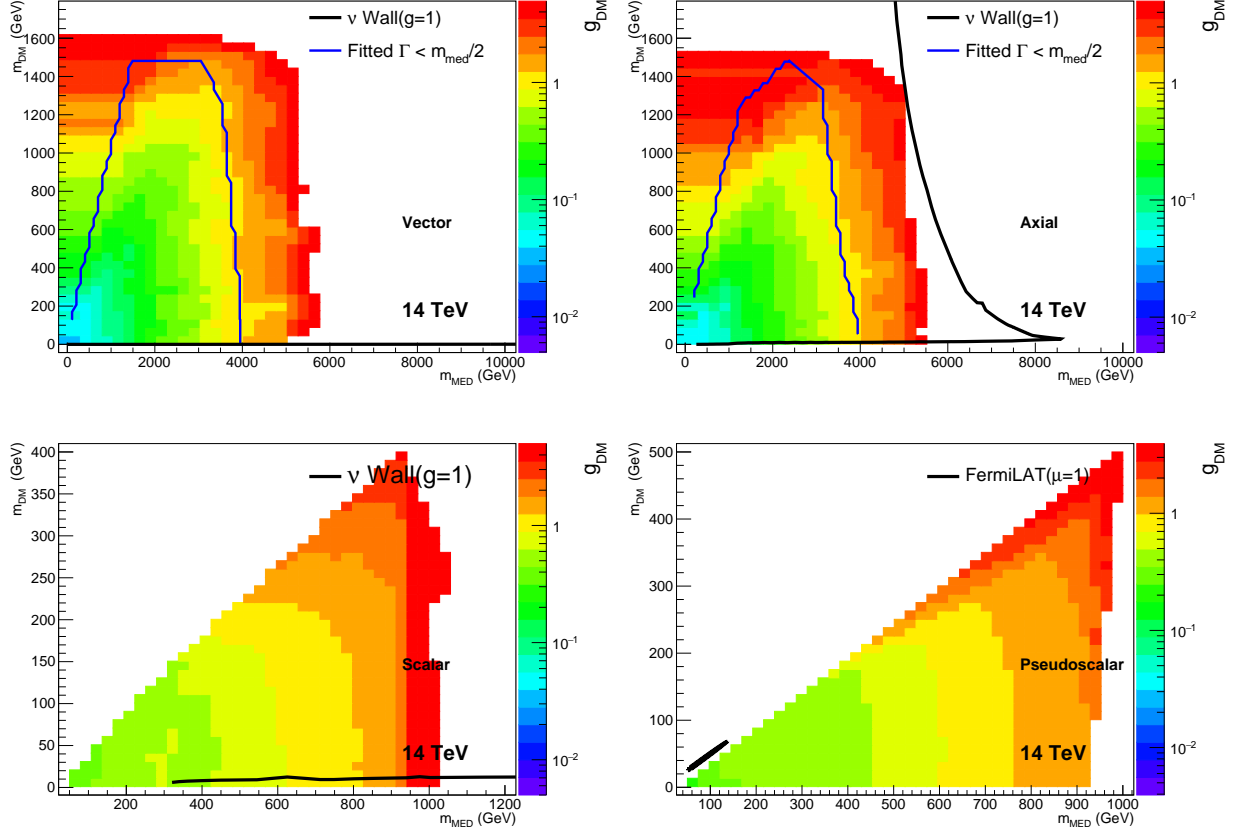 ν Wall(g=1)
Fitted Γ < m_med/2
Vector
14 TeV
m_DM (GeV)
1600
1400
1200
1000
800
600
400
200
0
0 2000 4000 6000 8000 10000
m_MED (GeV)
g_DM
1
10⁻¹
10⁻²
ν Wall(g=1)
Fitted Γ < m_med/2
Axial
14 TeV
m_DM (GeV)
1600
1400
1200
1000
800
600
400
200
0
0 2000 4000 6000 8000 10000
m_MED (GeV)
g_DM
1
10⁻¹
10⁻²
ν Wall(g=1)
Scalar
14 TeV
m_DM (GeV)
400
350
300
250
200
150
100
50
0
200 400 600 800 1000 1200
m_MED (GeV)
g_DM
1
10⁻¹
10⁻²
FermiLAT(μ=1)
Pseudoscalar
14 TeV
m_DM (GeV)
500
400
300
200
100
0
100 200 300 400 500 600 700 800 900 1000
m_MED (GeV)
g_DM
1
10⁻¹
10⁻²